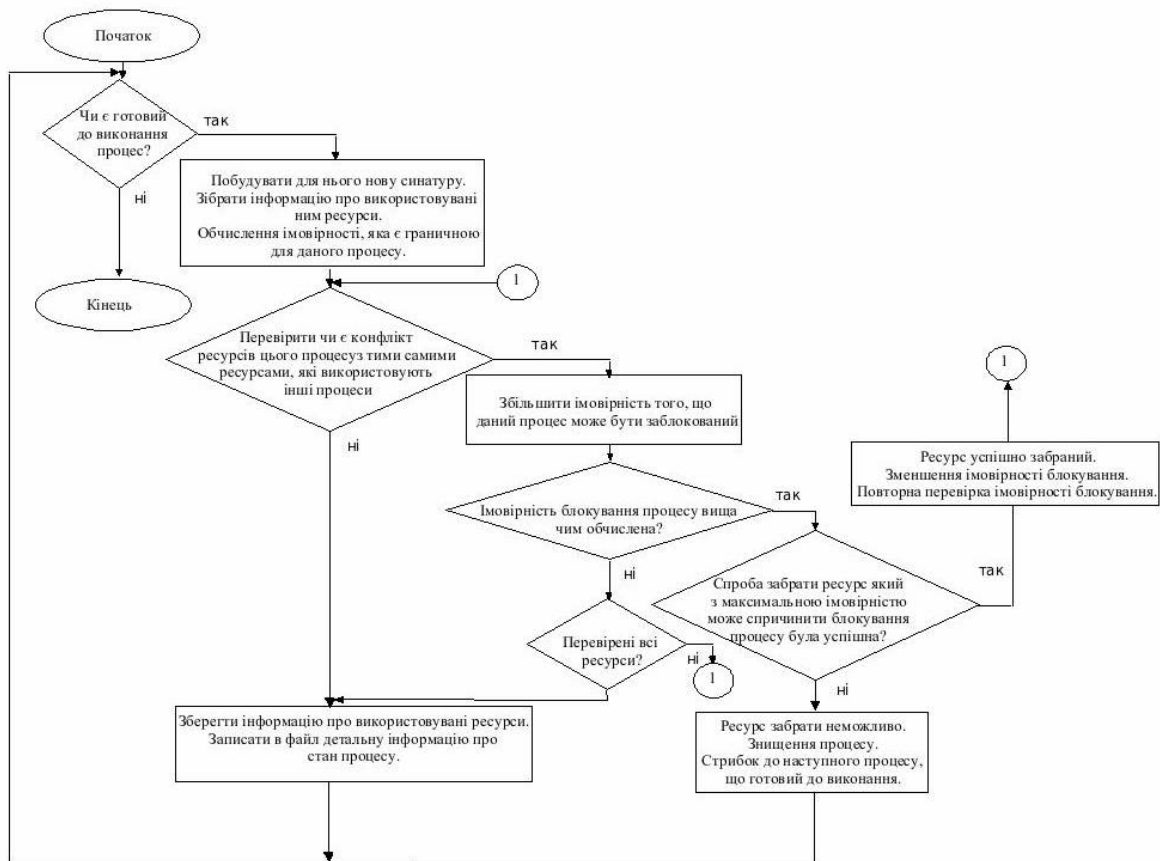 Початок
Чи є готовий
до виконання
процес?
так
ні
Побудувати для нього нову синатуру.
Зібрати інформацію про використовувані
ним ресурси.
Обчислення імовірності, яка є граничною
для даного процесу.
Кінець
1
Перевірити чи є конфлікт
ресурсів цього процесуз тими самими
ресурсами, які використовують
інші процеси
так
ні
Збільшити імовірність того, що
даний процес може бути заблокований
1
Ресурс успішно забраний.
Зменшення імовірності блокування.
Повторна перевірка імовірності блокування.
Імовірність блокування процесу вища
чим обчислена?
так
ні
Спроба забрати ресурс який
з максимальною імовірністю
може спричинити блокування
процесу була успішна?
так
ні
Перевірені всі
ресурси?
ні
1
Зберегти інформацію про використовувані ресурси.
Записати в файл детальну інформацію про
стан процесу.
Ресурс забрати неможливо.
Знищення процесу.
Стрибок до наступного процесу,
що готовий до виконання.